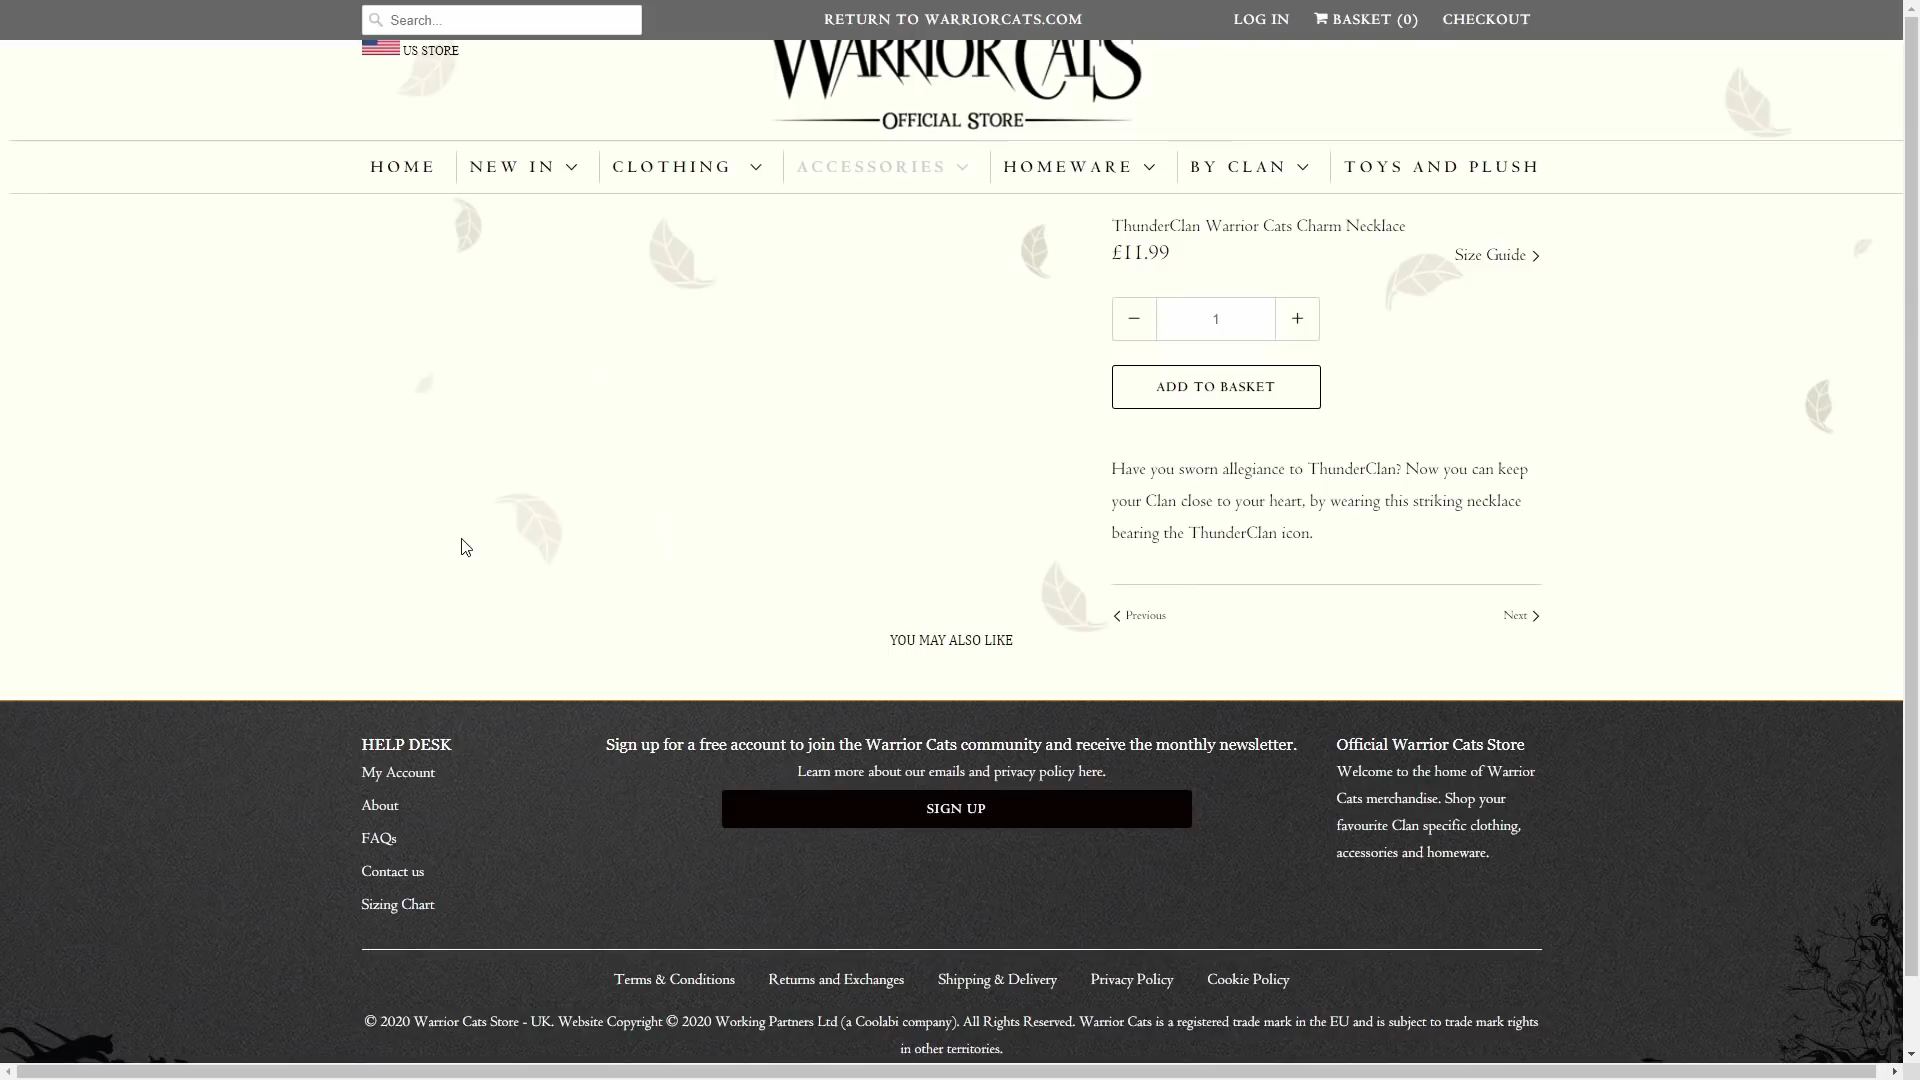 Search...
RETURN TO WARRIORCATS.COM
LOG IN
BASKET (0)
CHECKOUT
US STORE
WARRIOR CATS
OFFICIAL STORE
HOME
NEW IN
CLOTHING
ACCESSORIES
HOMEWARE
BY CLAN
TOYS AND PLUSH
ThunderClan Warrior Cats Charm Necklace
£11.99
Size Guide
1
ADD TO BASKET
Have you sworn allegiance to ThunderClan? Now you can keep
your Clan close to your heart, by wearing this striking necklace
bearing the ThunderClan icon.
Previous
Next
YOU MAY ALSO LIKE
HELP DESK
My Account
About
FAQs
Contact us
Sizing Chart
Sign up for a free account to join the Warrior Cats community and receive the monthly newsletter.
Learn more about our emails and privacy policy here.
SIGN UP
Official Warrior Cats Store
Welcome to the home of Warrior
Cats merchandise. Shop your
favourite Clan specific clothing,
accessories and homeware.
Terms & Conditions
Returns and Exchanges
Shipping & Delivery
Privacy Policy
Cookie Policy
© 2020 Warrior Cats Store - UK. Website Copyright © 2020 Working Partners Ltd (a Coolabi company). All Rights Reserved. Warrior Cats is a registered trade mark in the EU and is subject to trade mark rights
in other territories.